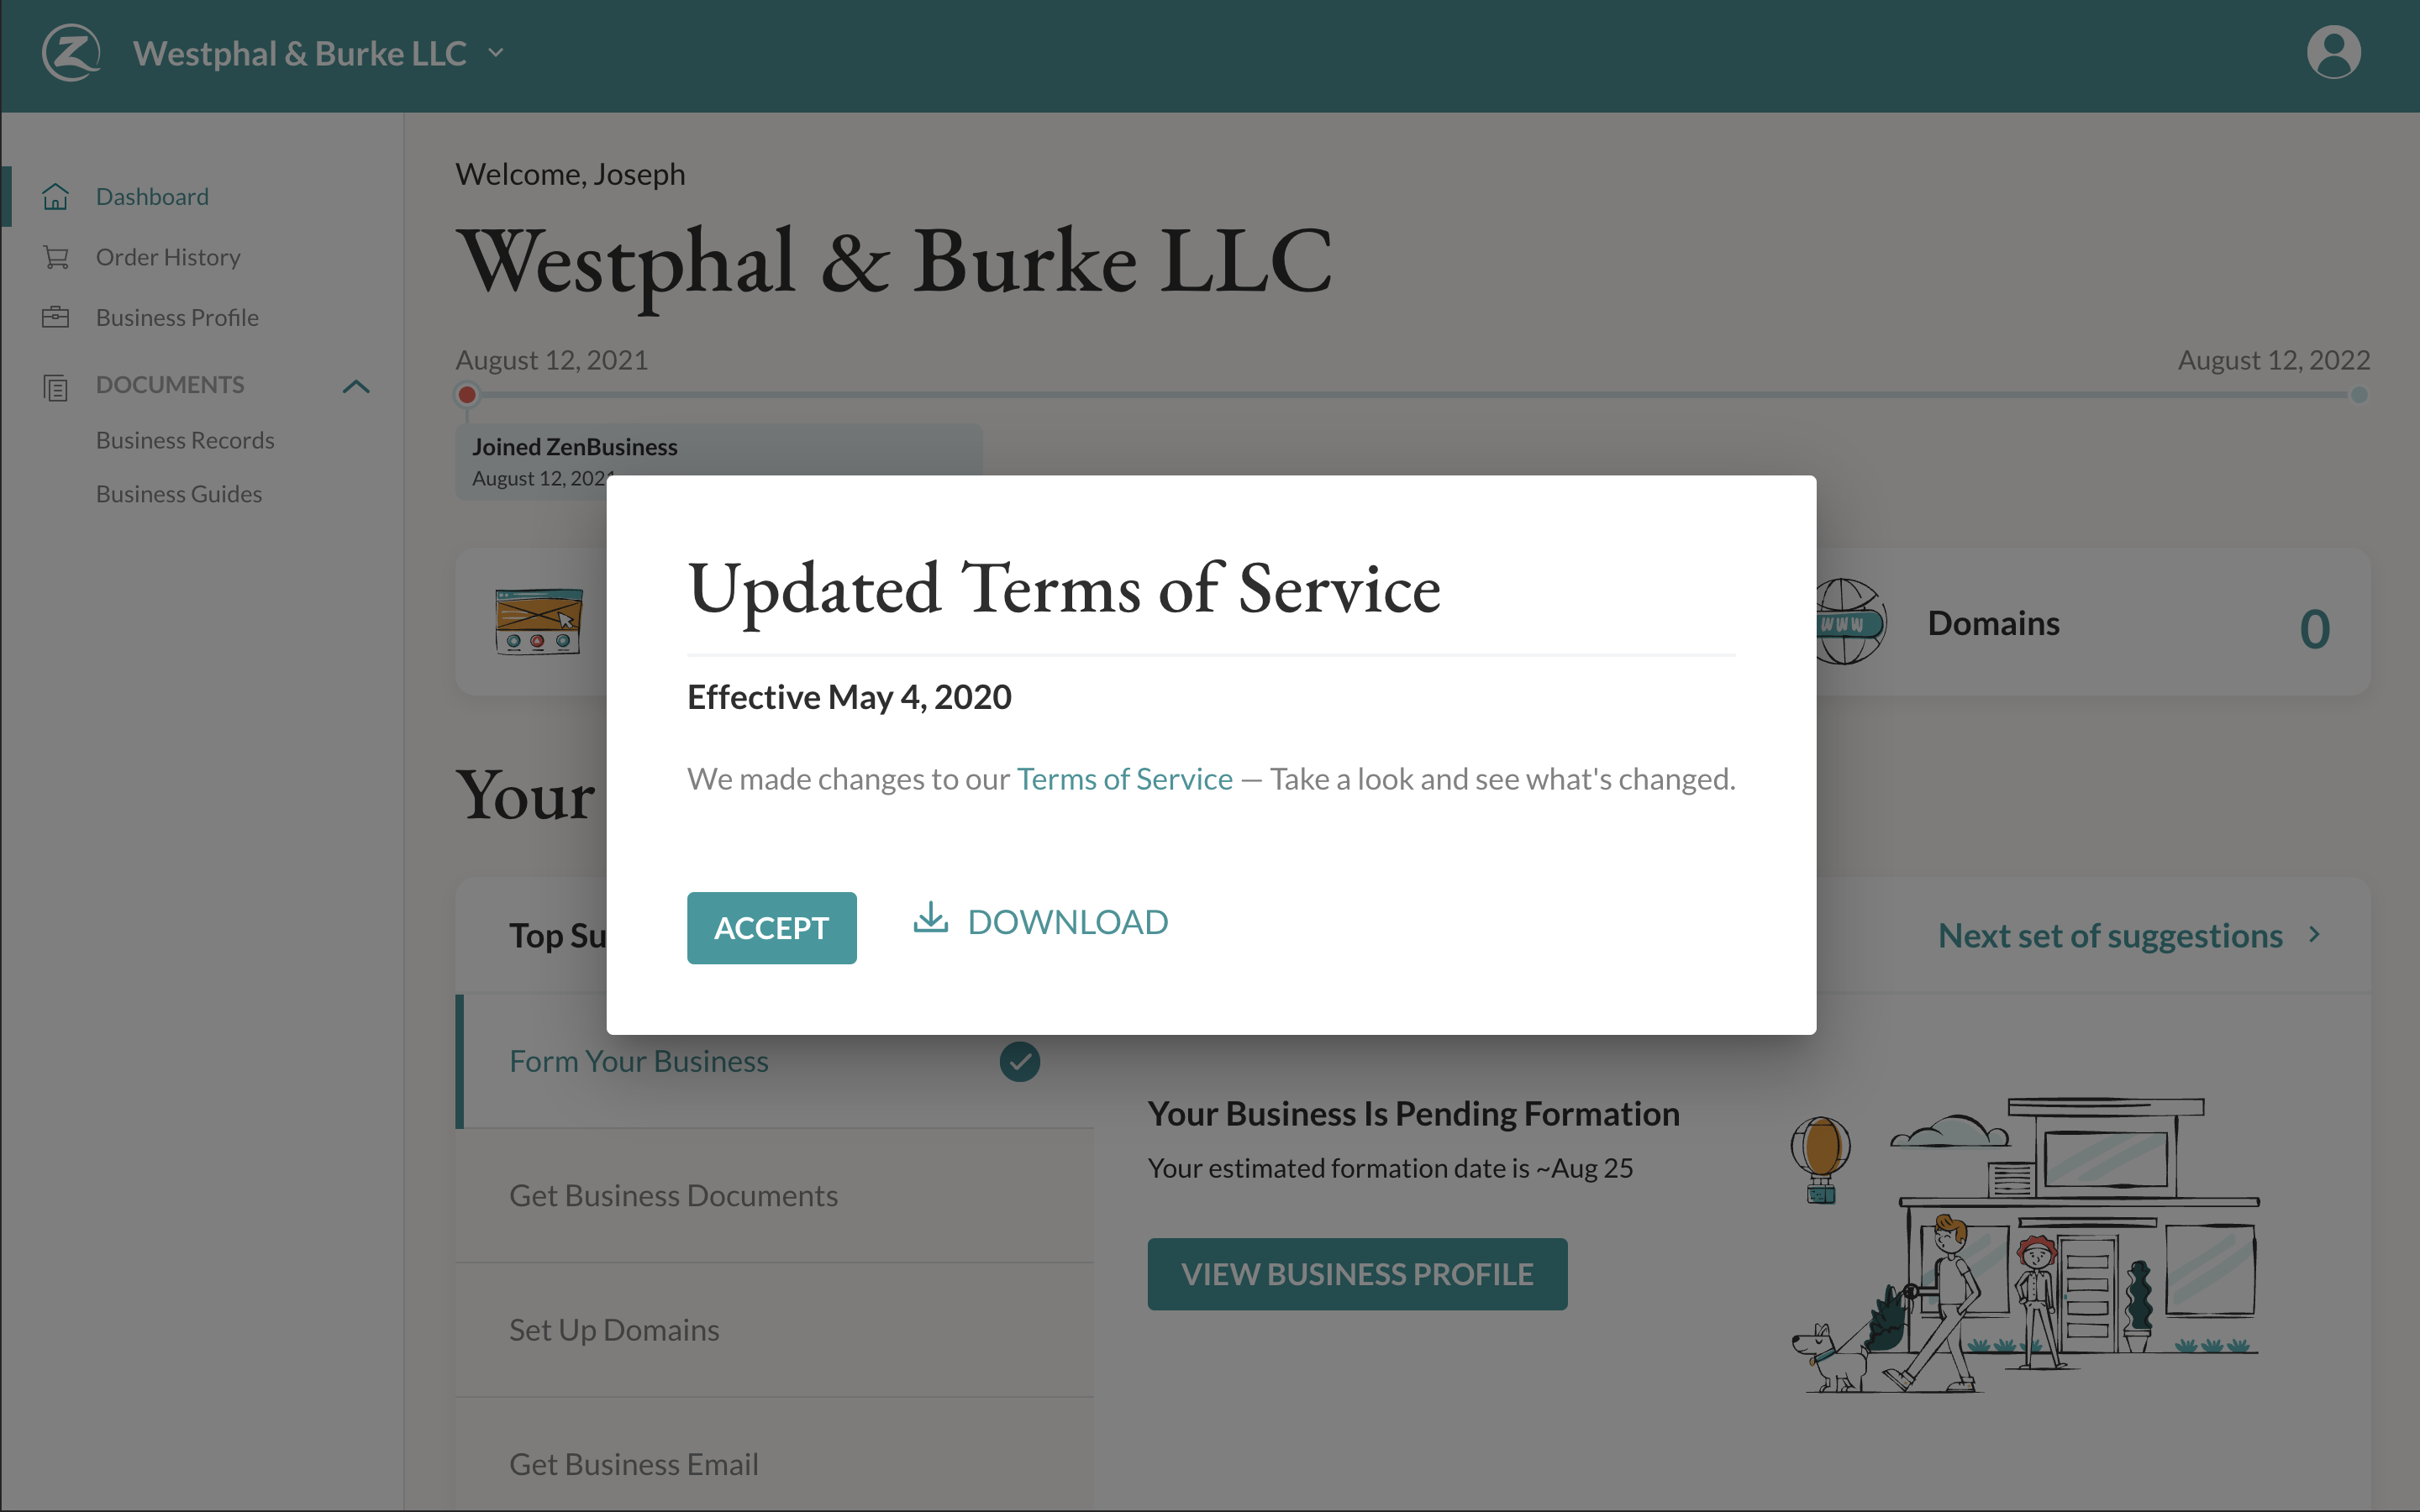 Westphal & Burke LLC
Dashboard
Order History
Business Profile
DOCUMENTS
Business Records
Business Guides
Welcome, Joseph
Westphal & Burke LLC
August 12, 2021
August 12, 2022
Joined ZenBusiness
August 12, 2021
Updated Terms of Service
Effective May 4, 2020
We made changes to our Terms of Service — Take a look and see what's changed.
ACCEPT
DOWNLOAD
WWW
Domains
0
Your
Top Su
Next set of suggestions
Form Your Business
Get Business Documents
Set Up Domains
Get Business Email
Your Business Is Pending Formation
Your estimated formation date is ~Aug 25
VIEW BUSINESS PROFILE